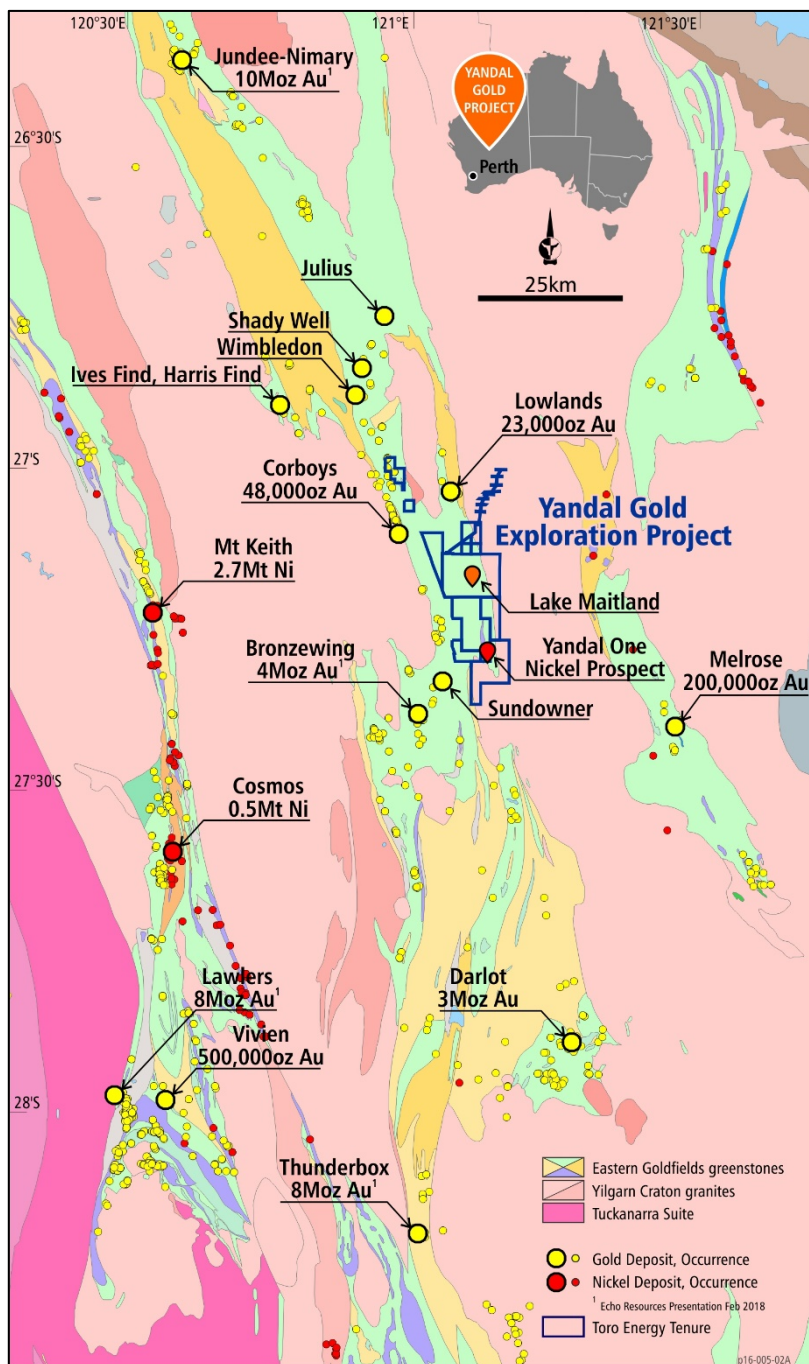 120°30'E
121°E
121°30'E
Jundee-Nimary
10Moz Au¹
YANDAL
GOLD
PROJECT
Perth
26°30'S
25km
Julius
Shady Well
Wimbledon
Ives Find, Harris Find
Lowlands
23,000oz Au
27°S
Corboys
48,000oz Au
Yandal Gold
Exploration Project
Mt Keith
2.7Mt Ni
Lake Maitland
Bronzewing
4Moz Au¹
Yandal One
Nickel Prospect
Melrose
200,000oz Au
Sundowner
27°30'S
Cosmos
0.5Mt Ni
Lawlers
8Moz Au¹
Darlot
3Moz Au
Vivien
500,000oz Au
28°S
Thunderbox
8Moz Au¹
Eastern Goldfields greenstones
Yilgarn Craton granites
Tuckanarra Suite
Gold Deposit, Occurrence
Nickel Deposit, Occurrence
¹ Echo Resources Presentation Feb 2018
Toro Energy Tenure
p16-005-02A